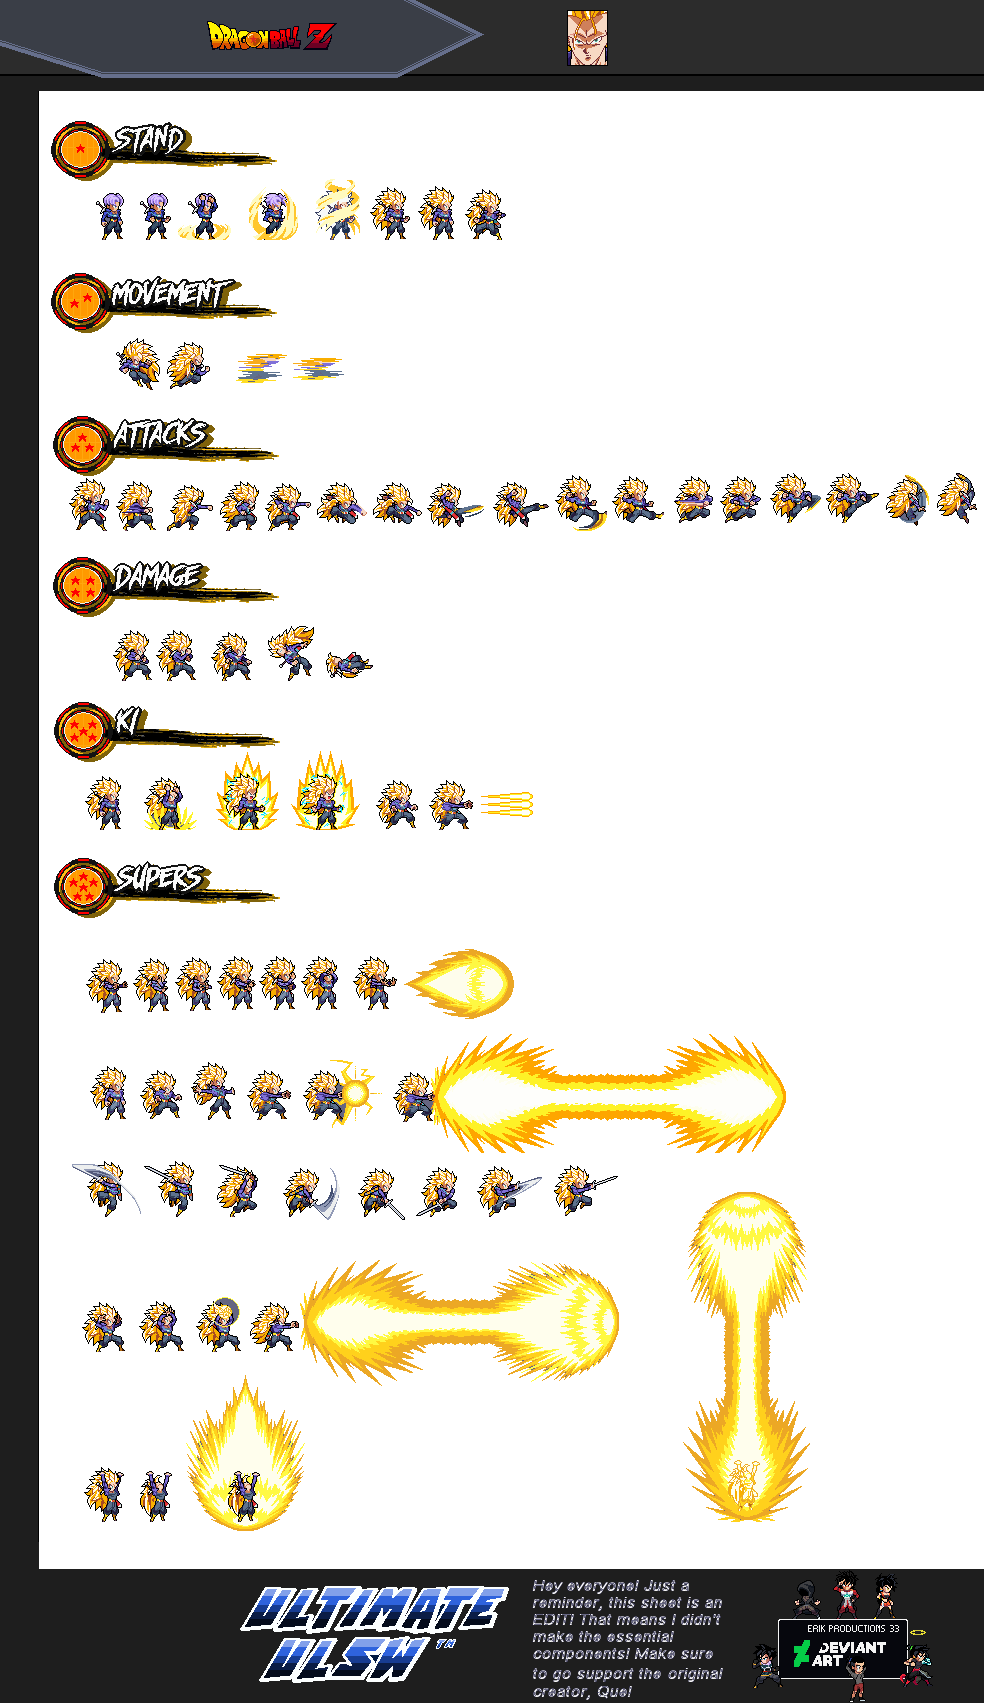 DRAGON BALL Z
STAND
MOVEMENT
ATTACKS
DAMAGE
KI
SUPERS
ULTIMATE
ULSW™
Hey everyone! Just a
reminder, this sheet is an
EDIT! That means I didn't
make the essential
components! Make sure
to go support the original
creator, Que!
ERIK PRODUCTIONS 33
DEVIANT
ART